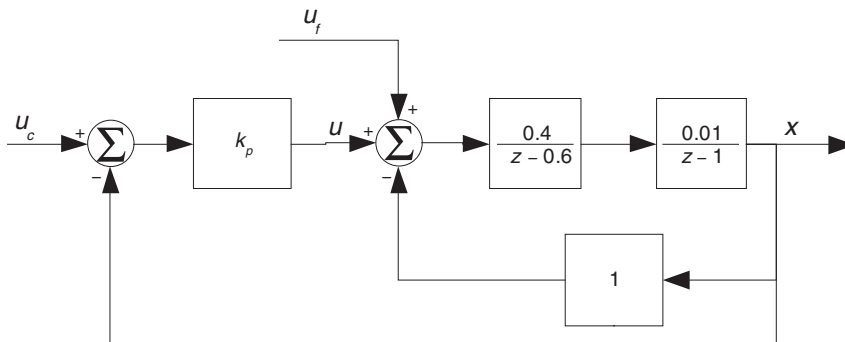 u_f
u_c
+
Σ
−
k_p
u
+
+
Σ
−
0.4
z − 0.6
0.01
z − 1
x
1